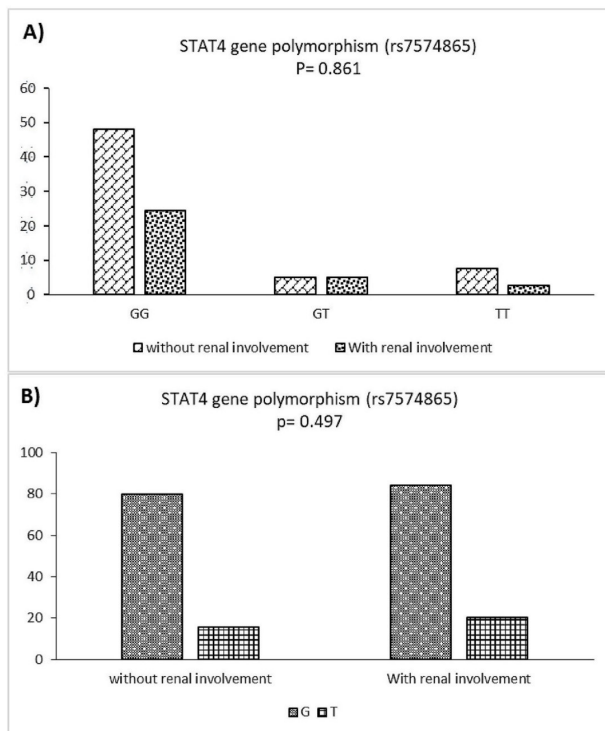 A)
STAT4 gene polymorphism (rs7574865)
P= 0.861
60
50
40
30
20
10
0
GG GT TT
without renal involvement With renal involvement
B)
STAT4 gene polymorphism (rs7574865)
p= 0.497
100
80
60
40
20
0
without renal involvement With renal involvement
G T